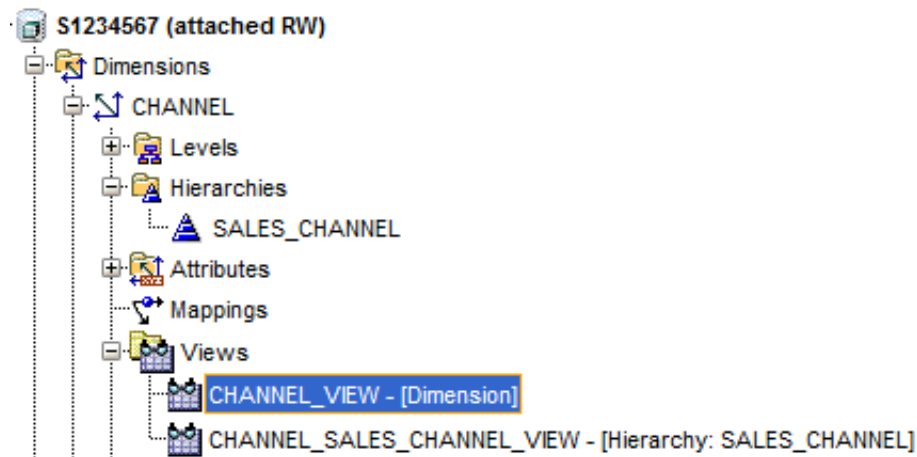 S1234567 (attached RW)
Dimensions
CHANNEL
Levels
Hierarchies
SALES_CHANNEL
Attributes
Mappings
Views
CHANNEL_VIEW - [Dimension]
CHANNEL_SALES_CHANNEL_VIEW - [Hierarchy: SALES_CHANNEL]